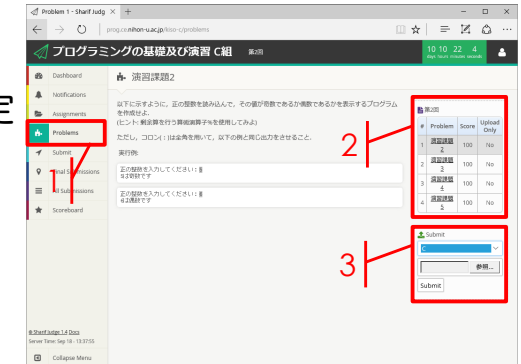 Problem 1 - Sharif Judg
prog.ce.nihon-u.ac.jp/loso-c/problems
プログラミングの基礎及び演習 C組 第2回
10 10 22 4
days hours minutes seconds
Dashboard
Notifications
Assignments
Problems
Submit
Final Submissions
All Submissions
Scoreboard
Sharif Judge 1.4 Docs
Server Time: Sep 18 - 13:37:55
Collapse Menu
定
1
演習課題2
以下に示すように，正の整数を読み込んで，その値が奇数であるか偶数であるかを表示するプログラム
を作成せよ．
(ヒント：剰余算を行う算術演算子%を使用してみよ)
ただし，コロン(：)は全角を用いて，以下の例と同じ出力をさせること．
実行例:
正の整数を入力してください：5
5は奇数です
正の整数を入力してください：6
6は偶数です
2
第2回
# Problem Score Upload Only
1 演習課題2 100 No
2 演習課題3 100 No
3 演習課題4 100 No
4 演習課題5 100 No
3
Submit
C
参照...
Submit